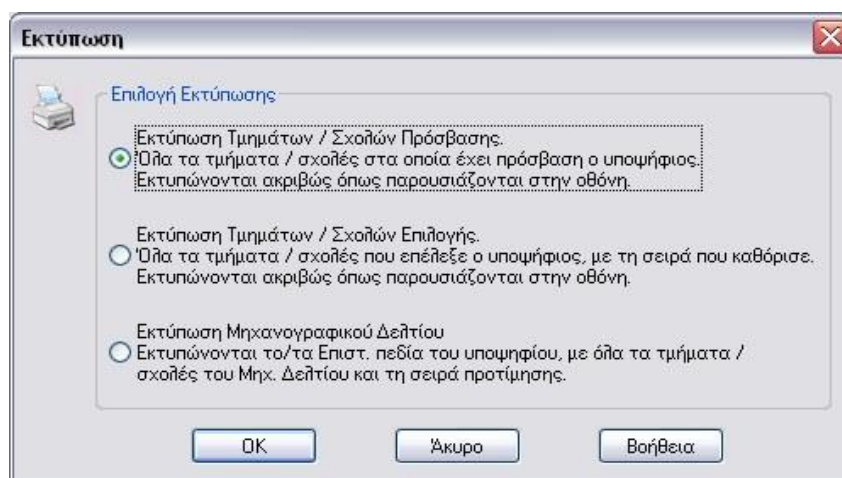 Εκτύπωση
Επιλογή Εκτύπωσης
Εκτύπωση Τμημάτων / Σχολών Πρόσβασης.
Όλα τα τμήματα / σχολές στα οποία έχει πρόσβαση ο υποψήφιος.
Εκτυπώνονται ακριβώς όπως παρουσιάζονται στην οθόνη.
Εκτύπωση Τμημάτων / Σχολών Επιλογής.
Όλα τα τμήματα / σχολές που επέλεξε ο υποψήφιος, με τη σειρά που καθόρισε.
Εκτυπώνονται ακριβώς όπως παρουσιάζονται στην οθόνη.
Εκτύπωση Μηχανογραφικού Δελτίου
Εκτυπώνονται το/τα Επιστ. πεδία του υποψηφίου, με όλα τα τμήματα /
σχολές του Μηχ. Δελτίου και τη σειρά προτίμησης.
OK Άκυρο Βοήθεια